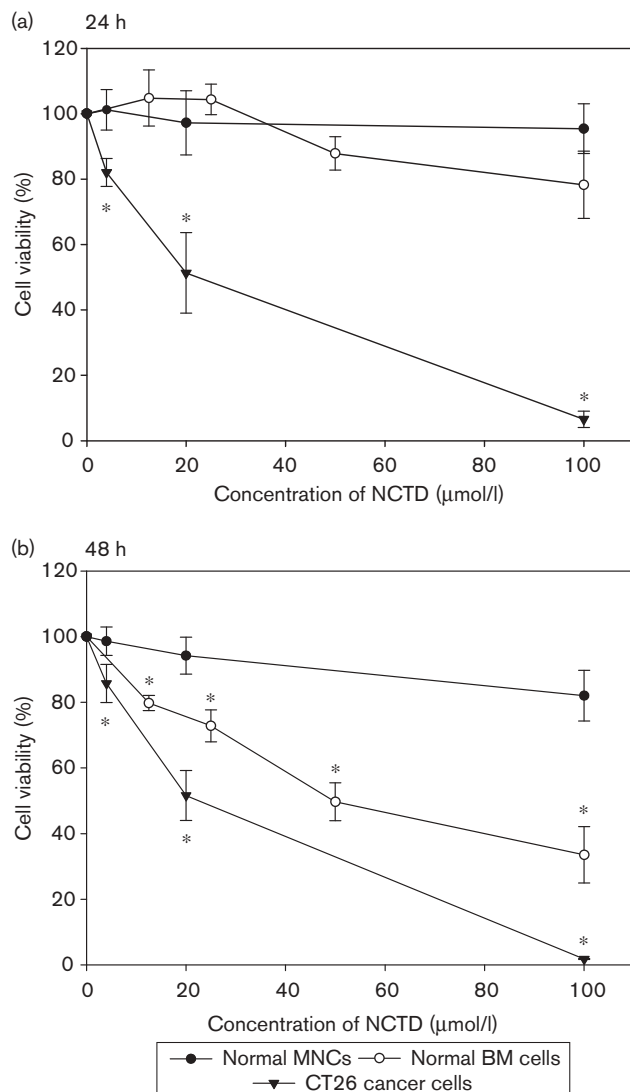 (a) 24 h
120
100
80
60
40
20
0
Cell viability (%)
*
*
*
0 20 40 60 80 100
Concentration of NCTD (μmol/l)
(b) 48 h
120
100
80
60
40
20
0
Cell viability (%)
*
*
*
*
*
*
*
0 20 40 60 80 100
Concentration of NCTD (μmol/l)
Normal MNCs Normal BM cells
CT26 cancer cells